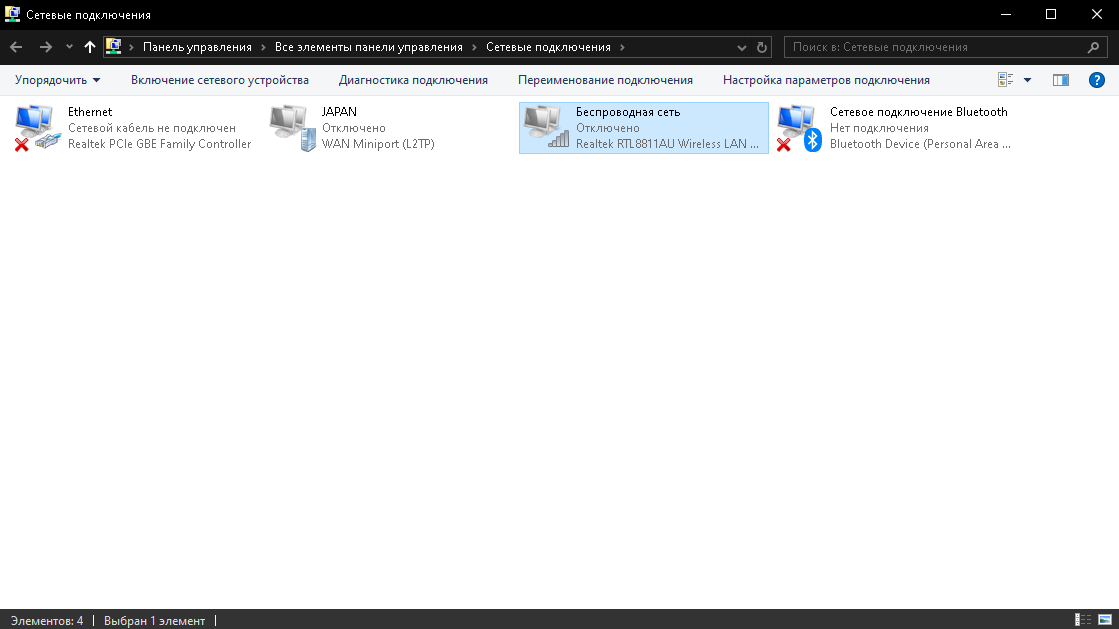 Сетевые подключения
Панель управления Все элементы панели управления Сетевые подключения
Поиск в: Сетевые подключения
Упорядочить Включение сетевого устройства Диагностика подключения Переименование подключения Настройка параметров подключения
Ethernet
Сетевой кабель не подключен
Realtek PCIe GBE Family Controller
JAPAN
Отключено
WAN Miniport (L2TP)
Беспроводная сеть
Отключено
Realtek RTL8811AU Wireless LAN ...
Сетевое подключение Bluetooth
Нет подключения
Bluetooth Device (Personal Area ...
Элементов: 4 Выбран 1 элемент